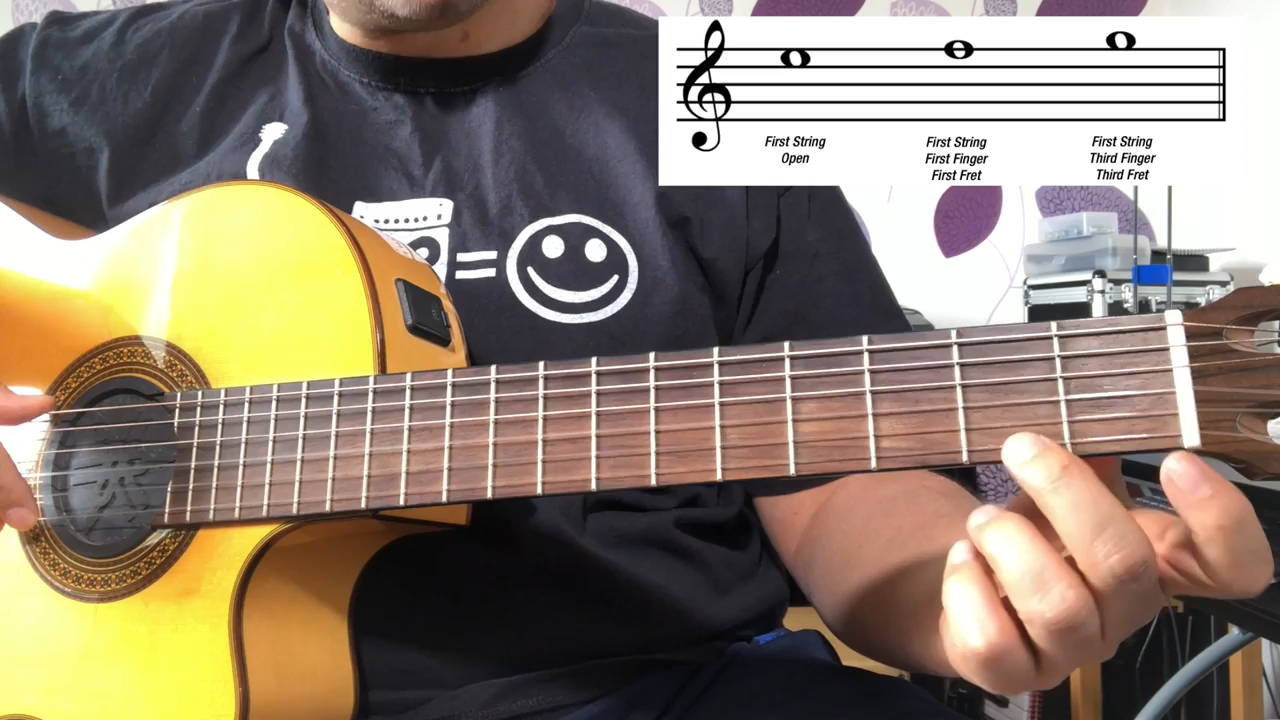 First String
Open
First String
First Finger
First Fret
First String
Third Finger
Third Fret
=